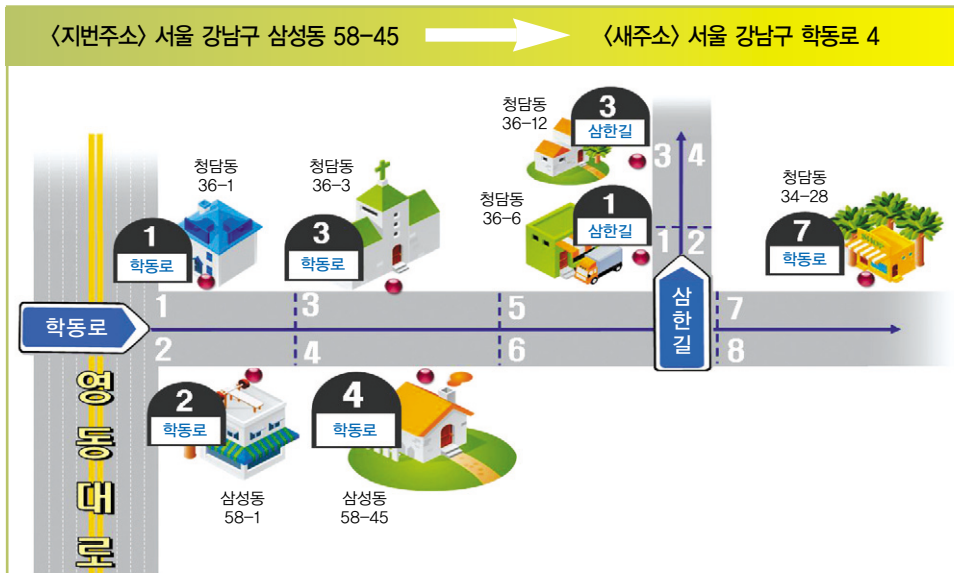 〈지번주소〉 서울 강남구 삼성동 58-45
〈새주소〉 서울 강남구 학동로 4
청담동
36-12
3
삼한길
3 4
청담동
36-1
청담동
36-3
청담동
36-6
1
삼한길
1 2
청담동
34-28
1
학동로
3
학동로
7
학동로
1 3 5 7
학동로
삼한길
2 4 6 8
영동대로
2
학동로
4
학동로
삼성동
58-1
삼성동
58-45